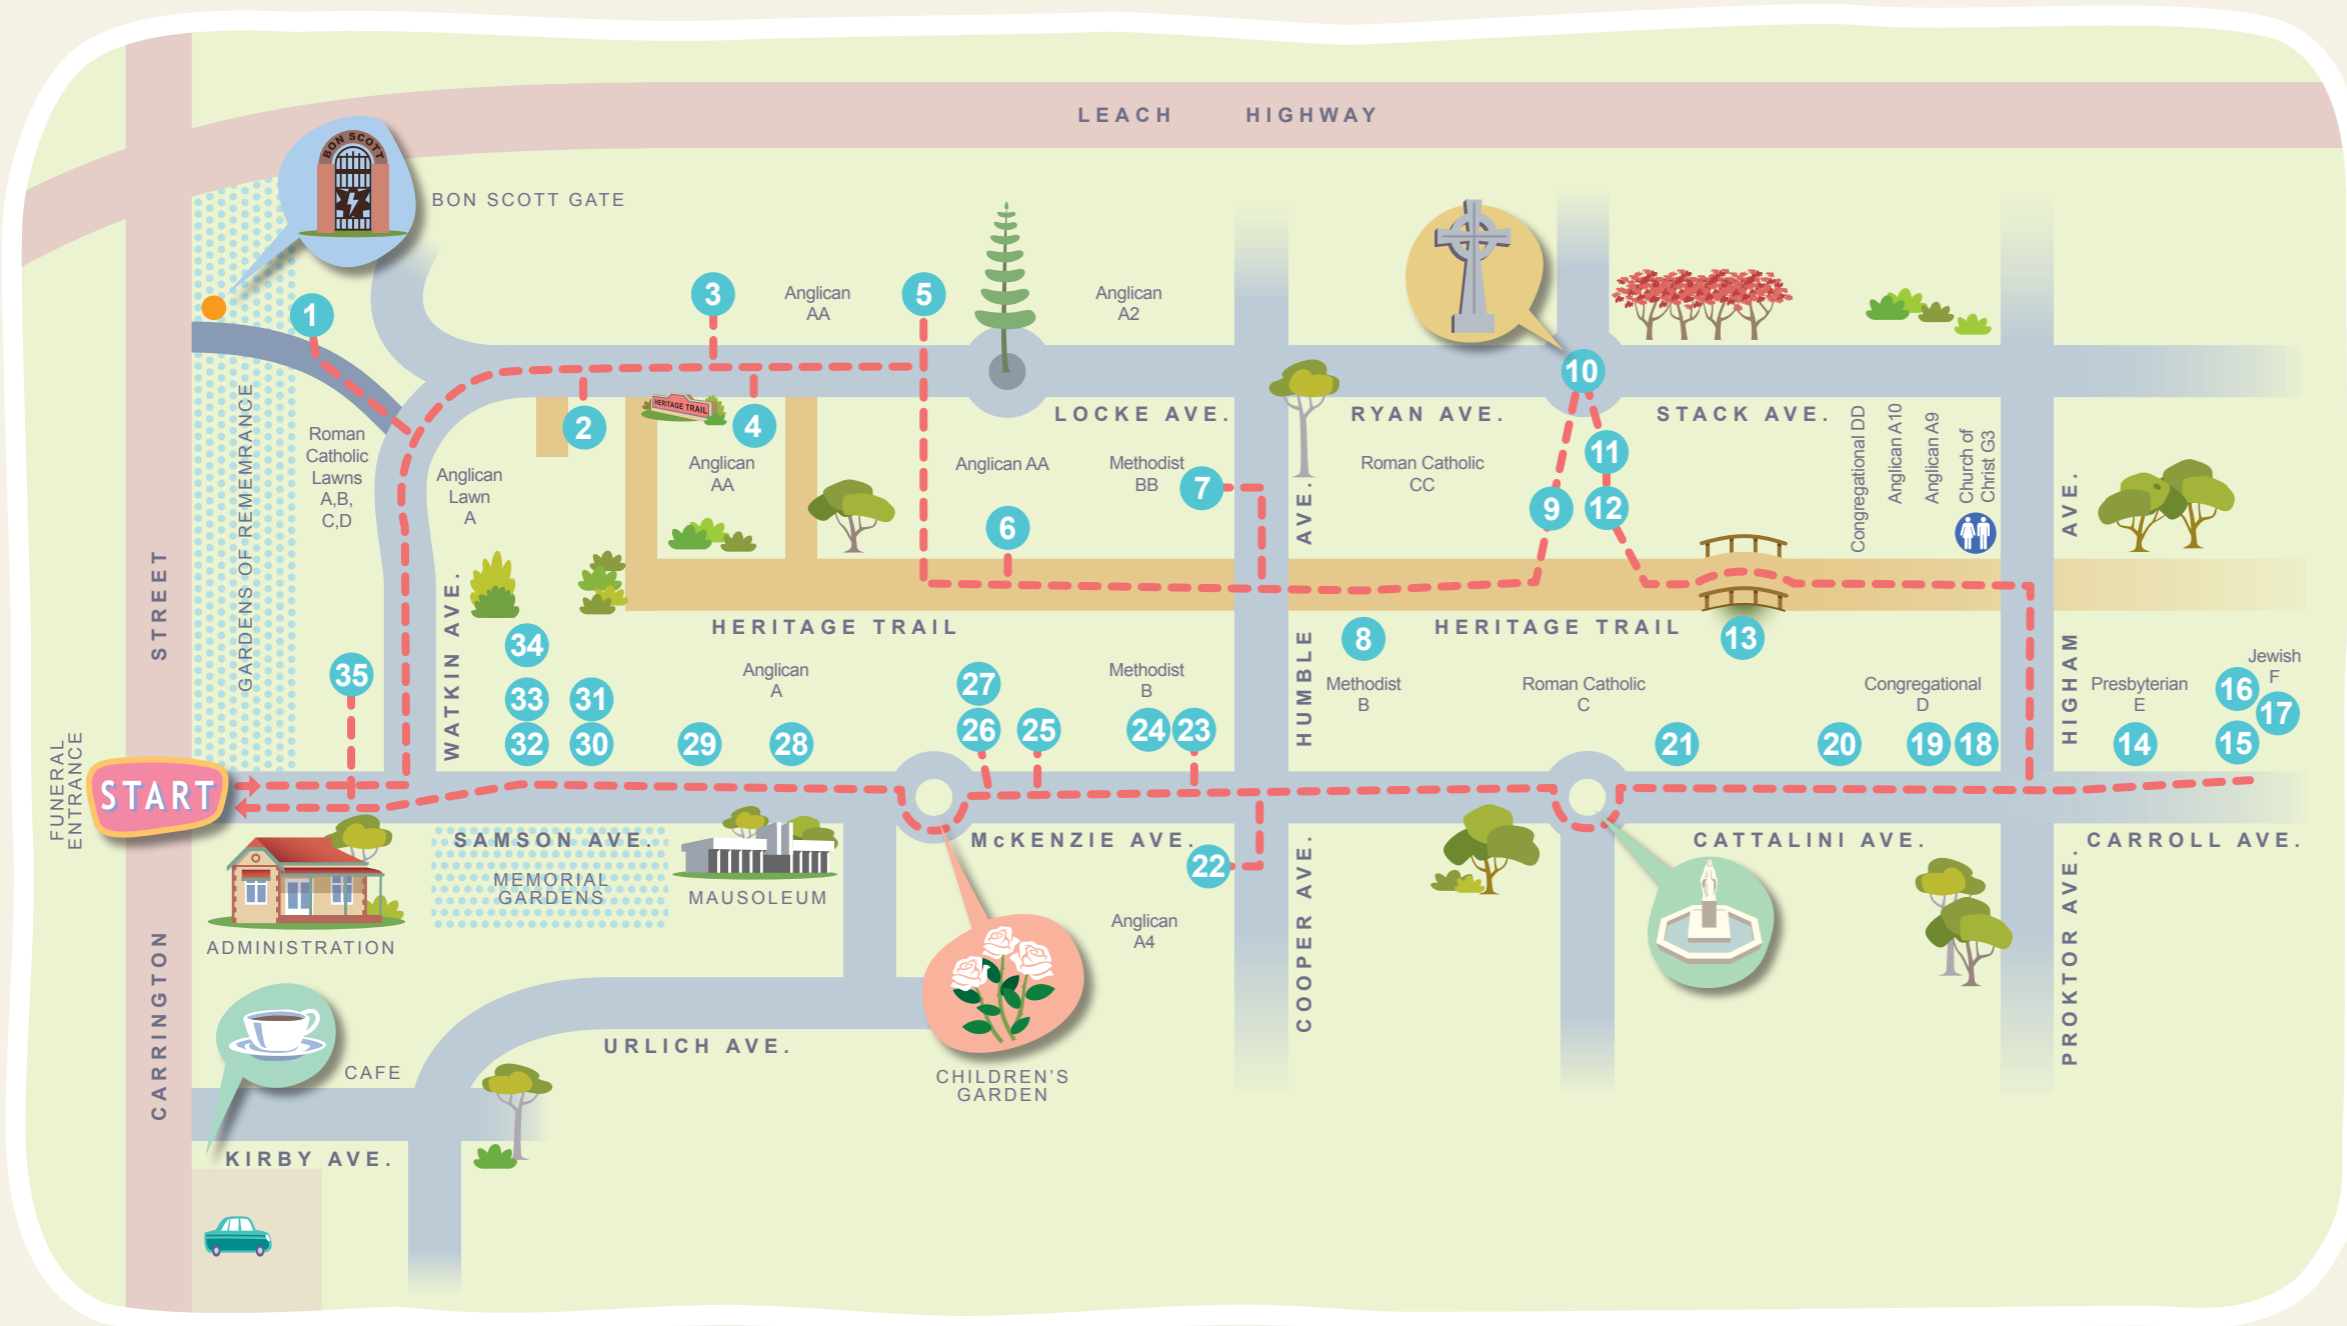 LEACH HIGHWAY
BON SCOTT
BON SCOTT GATE
1
3
Anglican
AA
5
Anglican
A2
10
LOCKE AVE.
RYAN AVE.
STACK AVE.
HERITAGE TRAIL
2
4
Roman
Catholic
Lawns
A,B,
C,D
GARDENS OF REMEMRANCE
Anglican
Lawn
A
Anglican
AA
Anglican AA
Methodist
BB
7
6
AVE.
Roman Catholic
CC
9
11
12
Congregational DD
Anglican A10
Anglican A9
Church of
Christ G3
AVE.
STREET
WATKIN AVE.
HERITAGE TRAIL
HERITAGE TRAIL
8
13
34
35
33
31
32
30
29
28
Anglican
A
27
26
25
Methodist
B
24
23
HUMBLE
Methodist
B
Roman Catholic
C
21
20
Congregational
D
19
18
HIGHAM
Presbyterian
E
14
Jewish
F
16
17
15
FUNERAL
ENTRANCE
START
SAMSON AVE.
McKENZIE AVE.
CATTALINI AVE.
CARROLL AVE.
MEMORIAL
GARDENS
MAUSOLEUM
22
Anglican
A4
COOPER AVE.
PROKTOR AVE.
ADMINISTRATION
CARRINGTON
URLICH AVE.
CAFE
CHILDREN'S
GARDEN
KIRBY AVE.